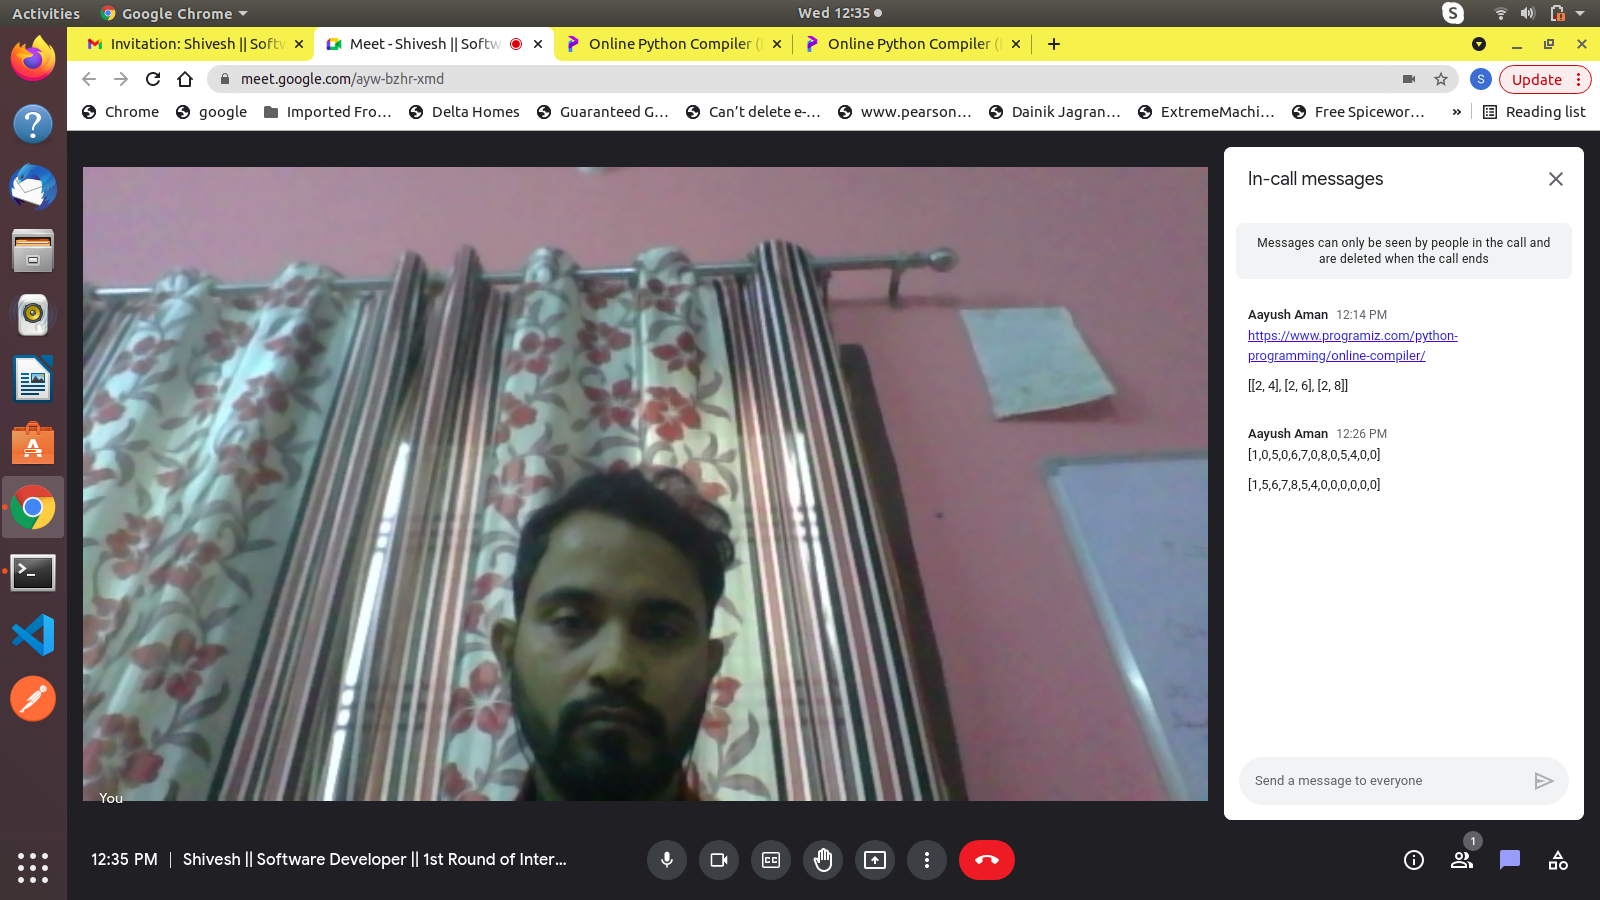 Activities Google Chrome Wed 12:35
Invitation: Shivesh || Softw Meet - Shivesh || Softw Online Python Compiler ( Online Python Compiler (
meet.google.com/ayw-bzhr-xmd S Update
Chrome google Imported Fro... Delta Homes Guaranteed G... Can't delete e-... www.pearson... Dainik Jagran... ExtremeMachi... Free Spicewor... » Reading list
In-call messages
Messages can only be seen by people in the call and
are deleted when the call ends
Aayush Aman 12:14 PM
https://www.programiz.com/python-
programming/online-compiler/
[[2, 4], [2, 6], [2, 8]]
Aayush Aman 12:26 PM
[1,0,5,0,6,7,0,8,0,5,4,0,0]
[1,5,6,7,8,5,4,0,0,0,0,0,0]
Send a message to everyone
You
12:35 PM | Shivesh || Software Developer || 1st Round of Inter...
1